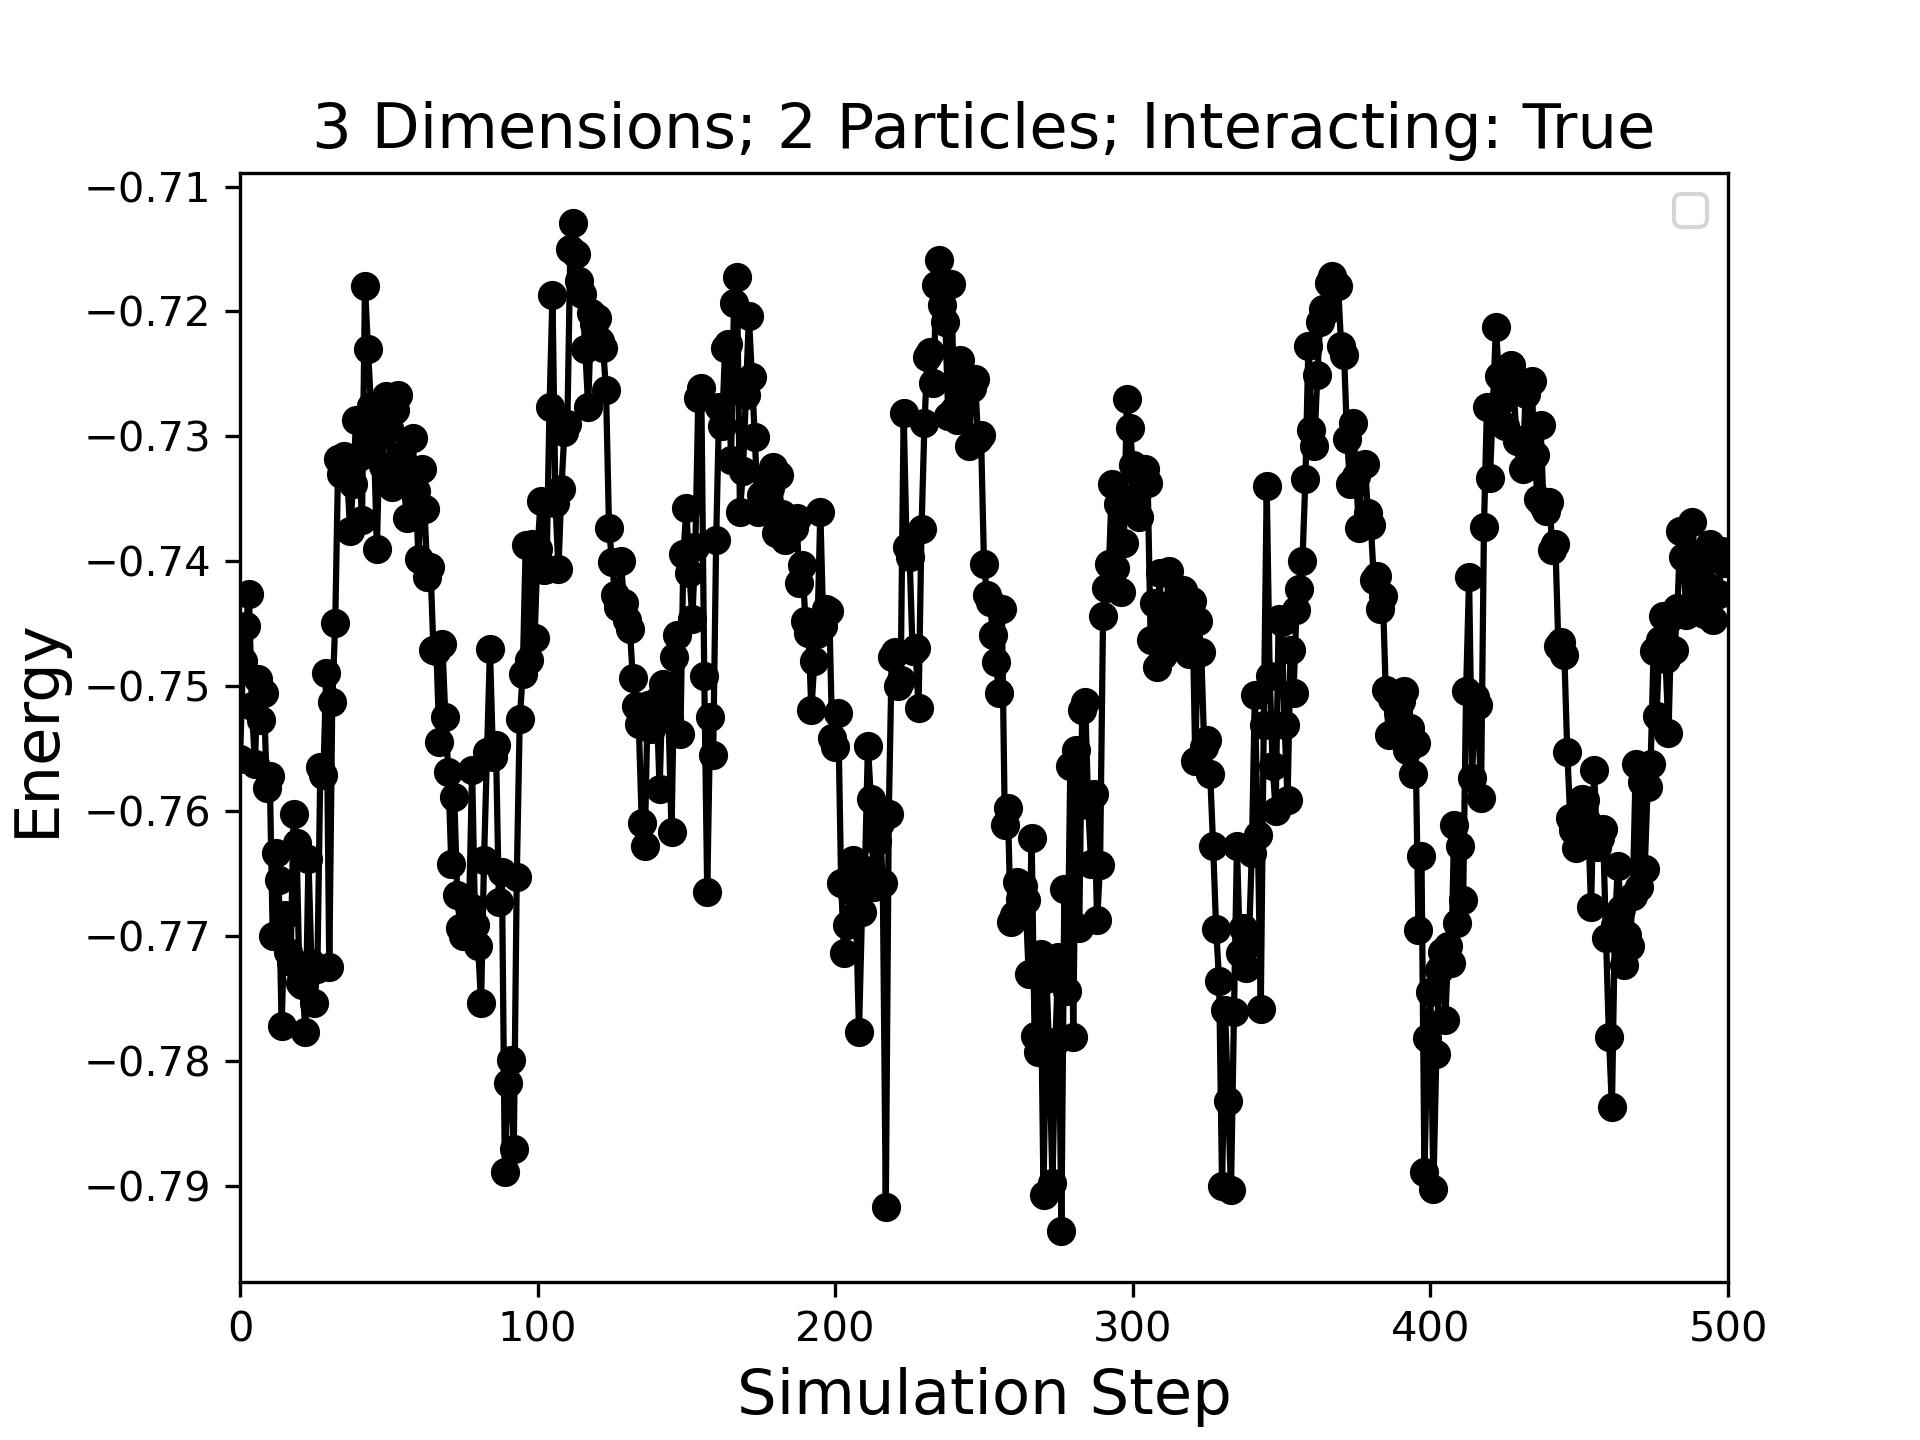 3 Dimensions; 2 Particles; Interacting: True
−0.71
−0.72
−0.73
−0.74
−0.75
−0.76
−0.77
−0.78
−0.79
Energy
0 100 200 300 400 500
Simulation Step